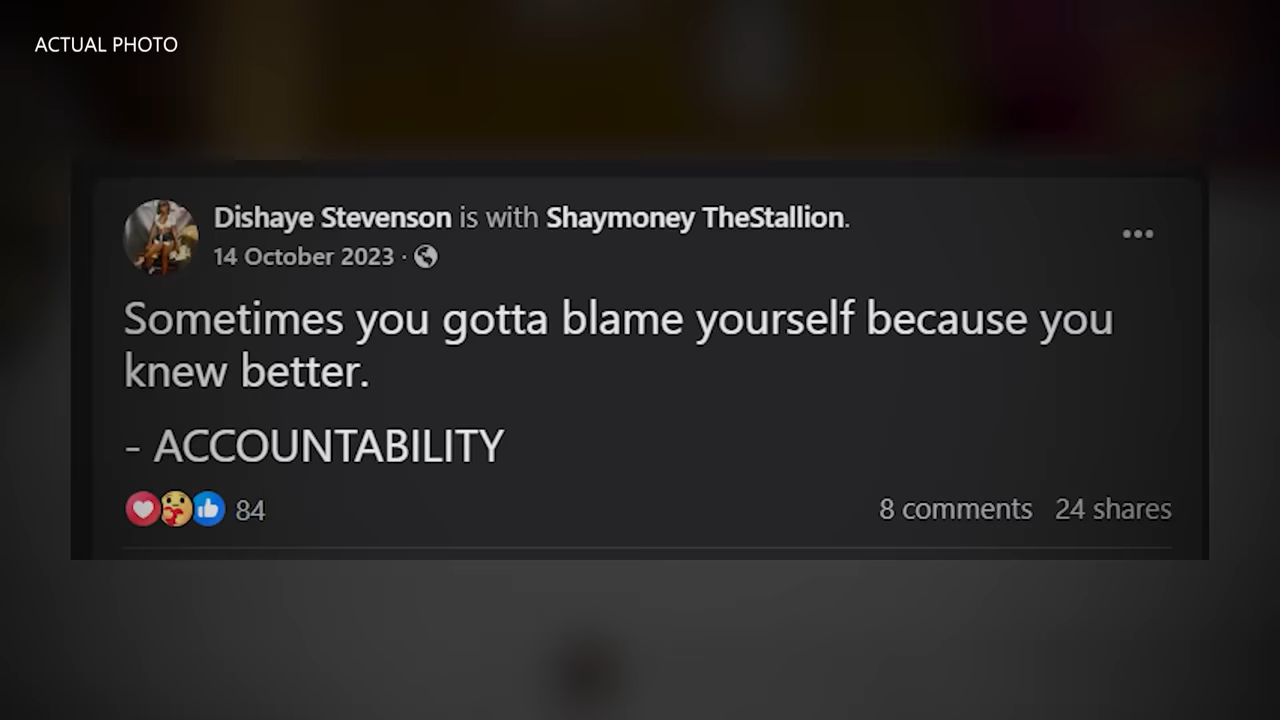 ACTUAL PHOTO
Dishaye Stevenson is with Shaymoney TheStallion.
14 October 2023 ·
Sometimes you gotta blame yourself because you
knew better.
- ACCOUNTABILITY
84 8 comments 24 shares